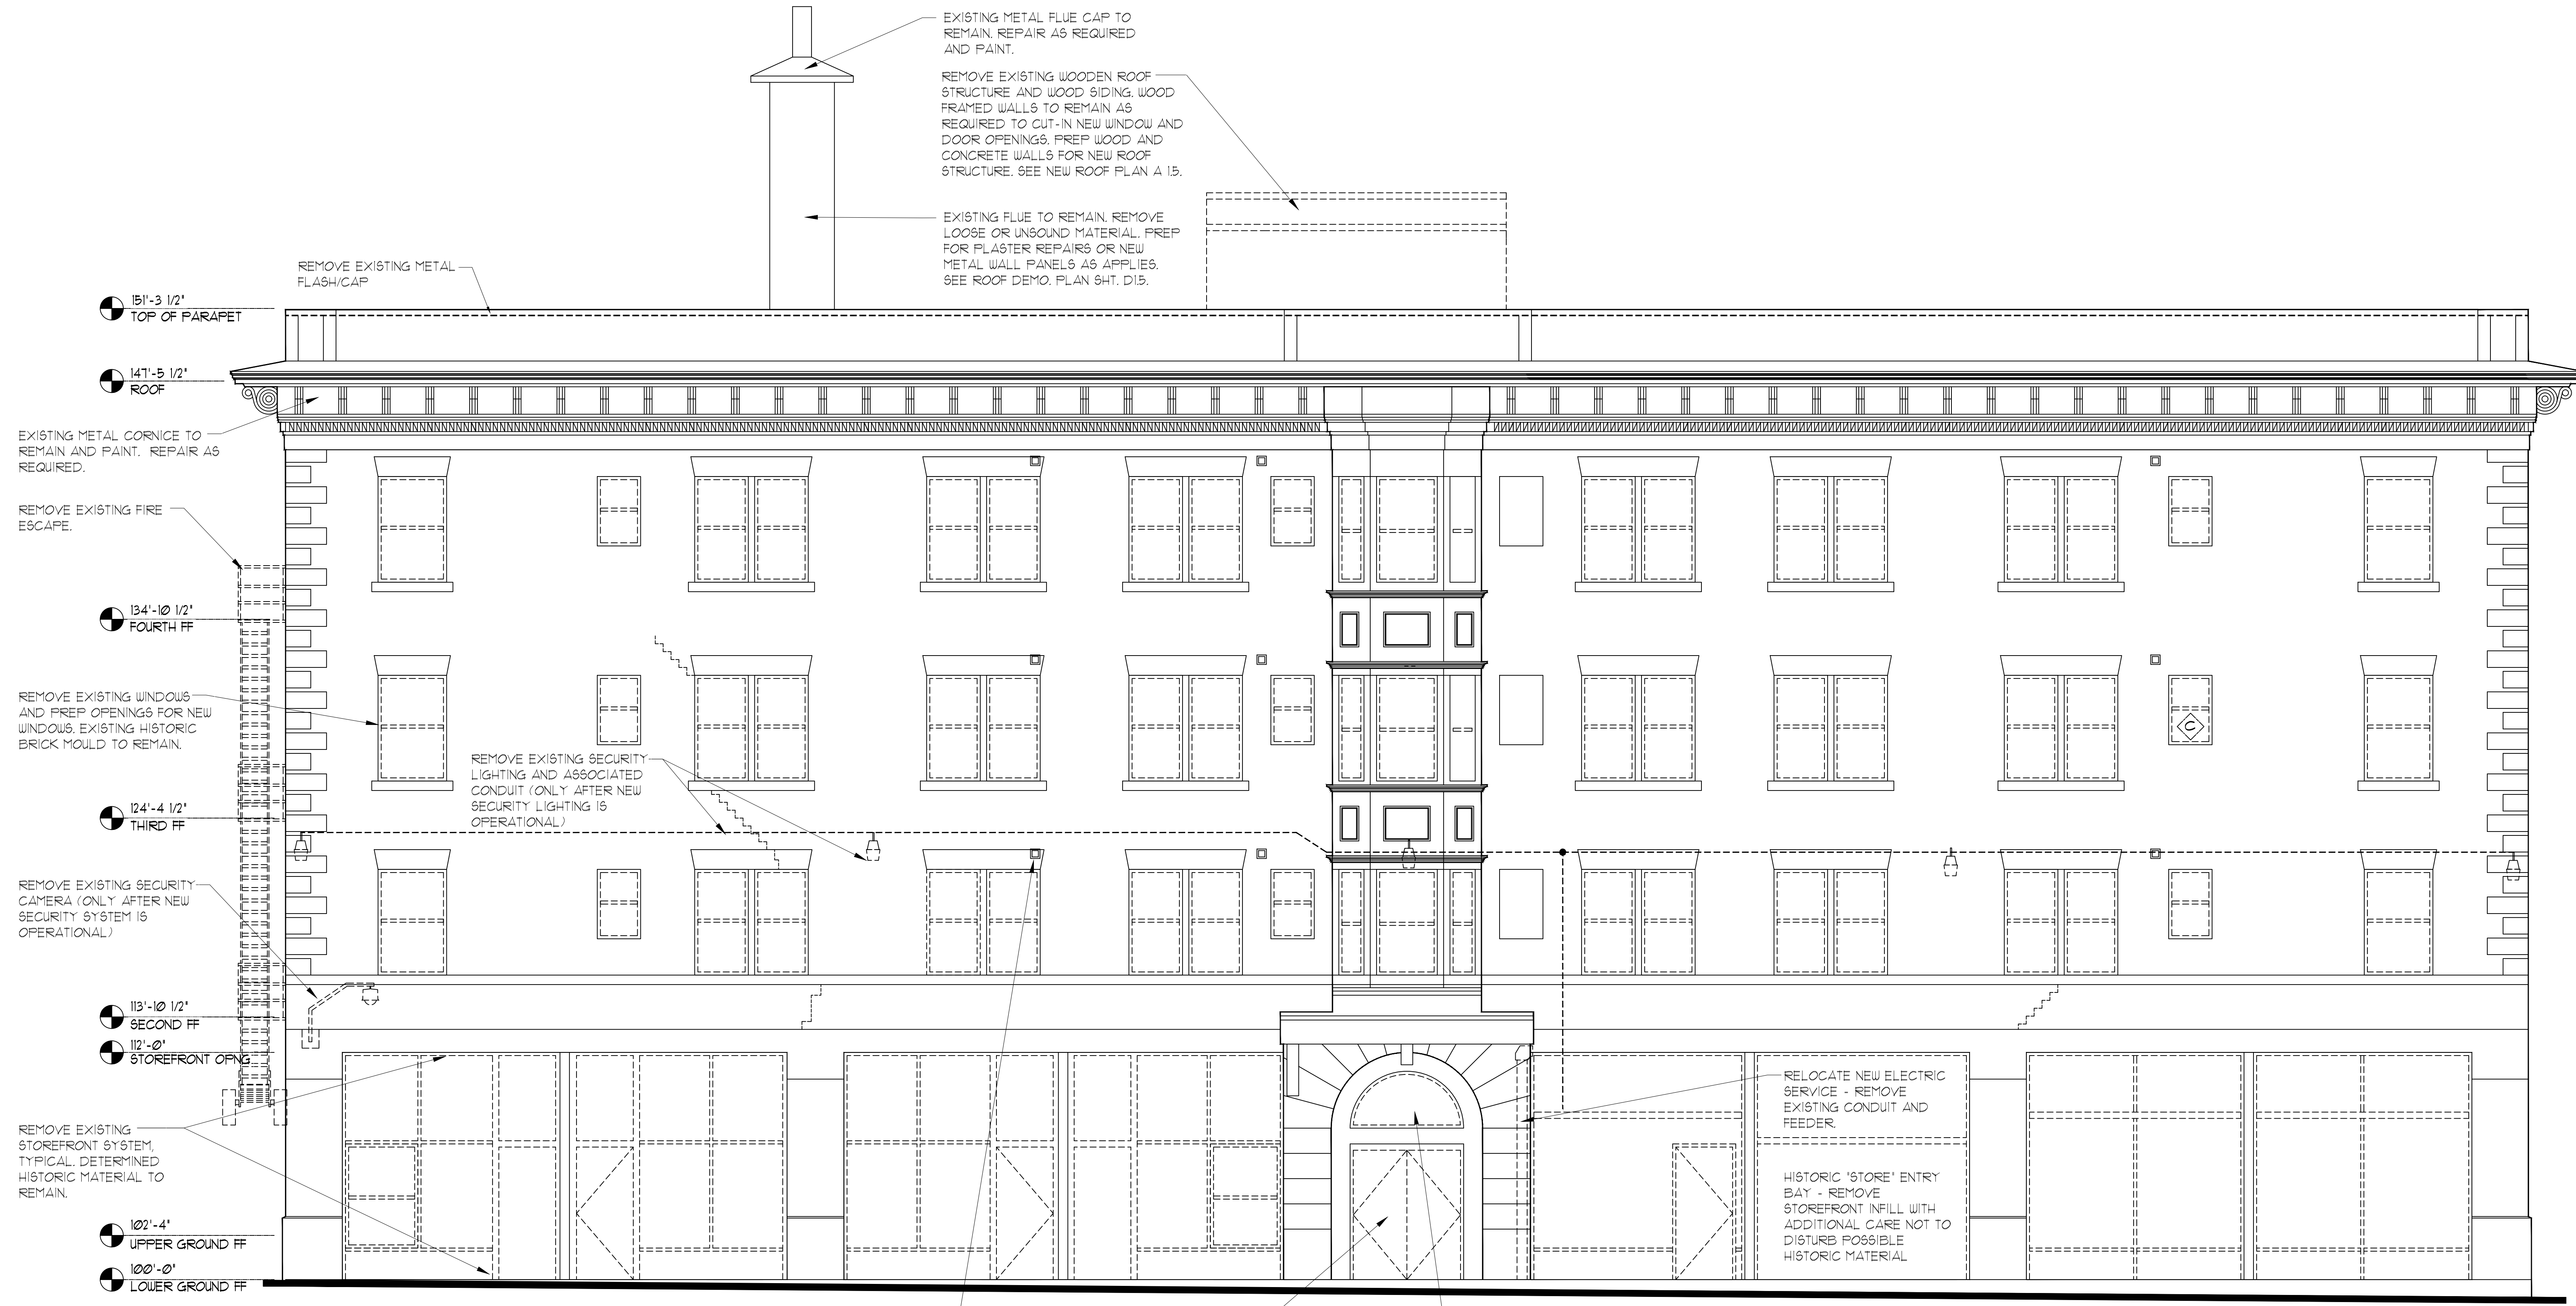 EXISTING METAL FLUE CAP TO
REMAIN. REPAIR AS REQUIRED
AND PAINT.
REMOVE EXISTING WOODEN ROOF
STRUCTURE AND WOOD SIDING. WOOD
FRAMED WALLS TO REMAIN AS
REQUIRED TO CUT-IN NEW WINDOW AND
DOOR OPENINGS. PREP WOOD AND
CONCRETE WALLS FOR NEW ROOF
STRUCTURE. SEE NEW ROOF PLAN A 1.5.
EXISTING FLUE TO REMAIN. REMOVE
LOOSE OR UNSOUND MATERIAL. PREP
FOR PLASTER REPAIRS OR NEW
METAL WALL PANELS AS APPLIES.
SEE ROOF DEMO. PLAN SHT. D1.5.
REMOVE EXISTING METAL
FLASH/CAP
151'-3 1/2"
TOP OF PARAPET
147'-5 1/2"
ROOF
EXISTING METAL CORNICE TO
REMAIN AND PAINT. REPAIR AS
REQUIRED.
REMOVE EXISTING FIRE
ESCAPE.
134'-10 1/2"
FOURTH FF
REMOVE EXISTING WINDOWS
AND PREP OPENINGS FOR NEW
WINDOWS. EXISTING HISTORIC
BRICK MOULD TO REMAIN.
C
REMOVE EXISTING SECURITY
LIGHTING AND ASSOCIATED
CONDUIT (ONLY AFTER NEW
SECURITY LIGHTING IS
OPERATIONAL)
124'-4 1/2"
THIRD FF
REMOVE EXISTING SECURITY
CAMERA (ONLY AFTER NEW
SECURITY SYSTEM IS
OPERATIONAL)
113'-10 1/2"
SECOND FF
112'-0"
STOREFRONT OPNG
REMOVE EXISTING
STOREFRONT SYSTEM,
TYPICAL. DETERMINED
HISTORIC MATERIAL TO
REMAIN.
RELOCATE NEW ELECTRIC
SERVICE - REMOVE
EXISTING CONDUIT AND
FEEDER.
HISTORIC "STORE" ENTRY
BAY - REMOVE
STOREFRONT INFILL WITH
ADDITIONAL CARE NOT TO
DISTURB POSSIBLE
HISTORIC MATERIAL
102'-4"
UPPER GROUND FF
100'-0"
LOWER GROUND FF